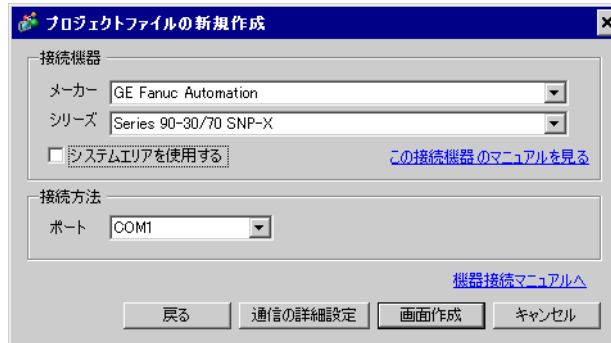 プロジェクトファイルの新規作成
接続機器
メーカー GE Fanuc Automation
シリーズ Series 90-30/70 SNP-X
システムエリアを使用する この接続機器のマニュアルを見る
接続方法
ポート COM1
機器接続マニュアルへ
戻る 通信の詳細設定 画面作成 キャンセル